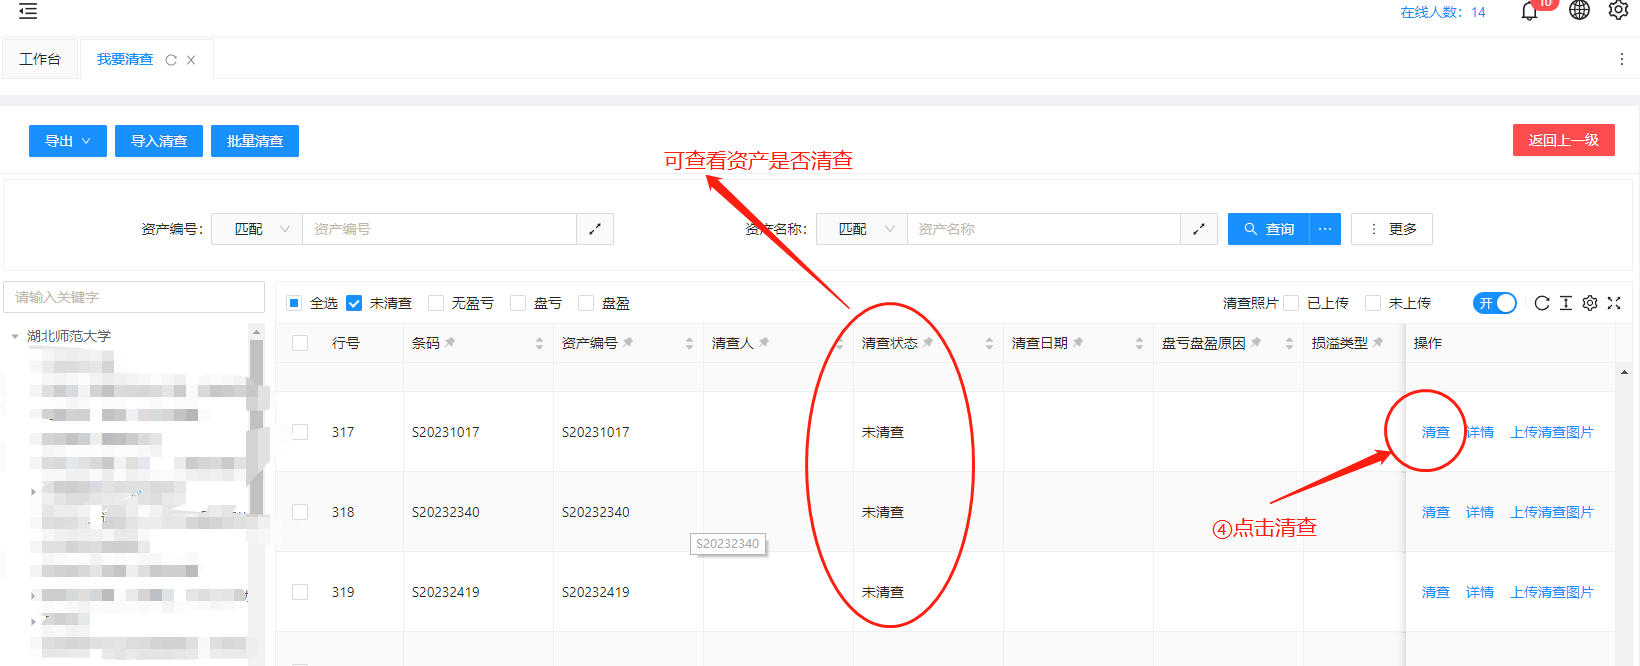 在线人数：14
10
工作台 我要清查
导出 导入清查 批量清查 返回上一级
可查看资产是否清查
资产编号： 匹配 资产编号 资产名称： 匹配 资产名称 查询 ··· 更多
请输入关键字
全选 未清查 无盈亏 盘亏 盘盈 清查照片 已上传 未上传 开
湖北师范大学
行号 条码 资产编号 清查人 清查状态 清查日期 盘亏盘盈原因 损溢类型 操作
317 S20231017 S20231017 未清查 清查 详情 上传清查图片
318 S20232340 S20232340 未清查 清查 详情 上传清查图片
④点击清查
S20232340
319 S20232419 S20232419 未清查 清查 详情 上传清查图片